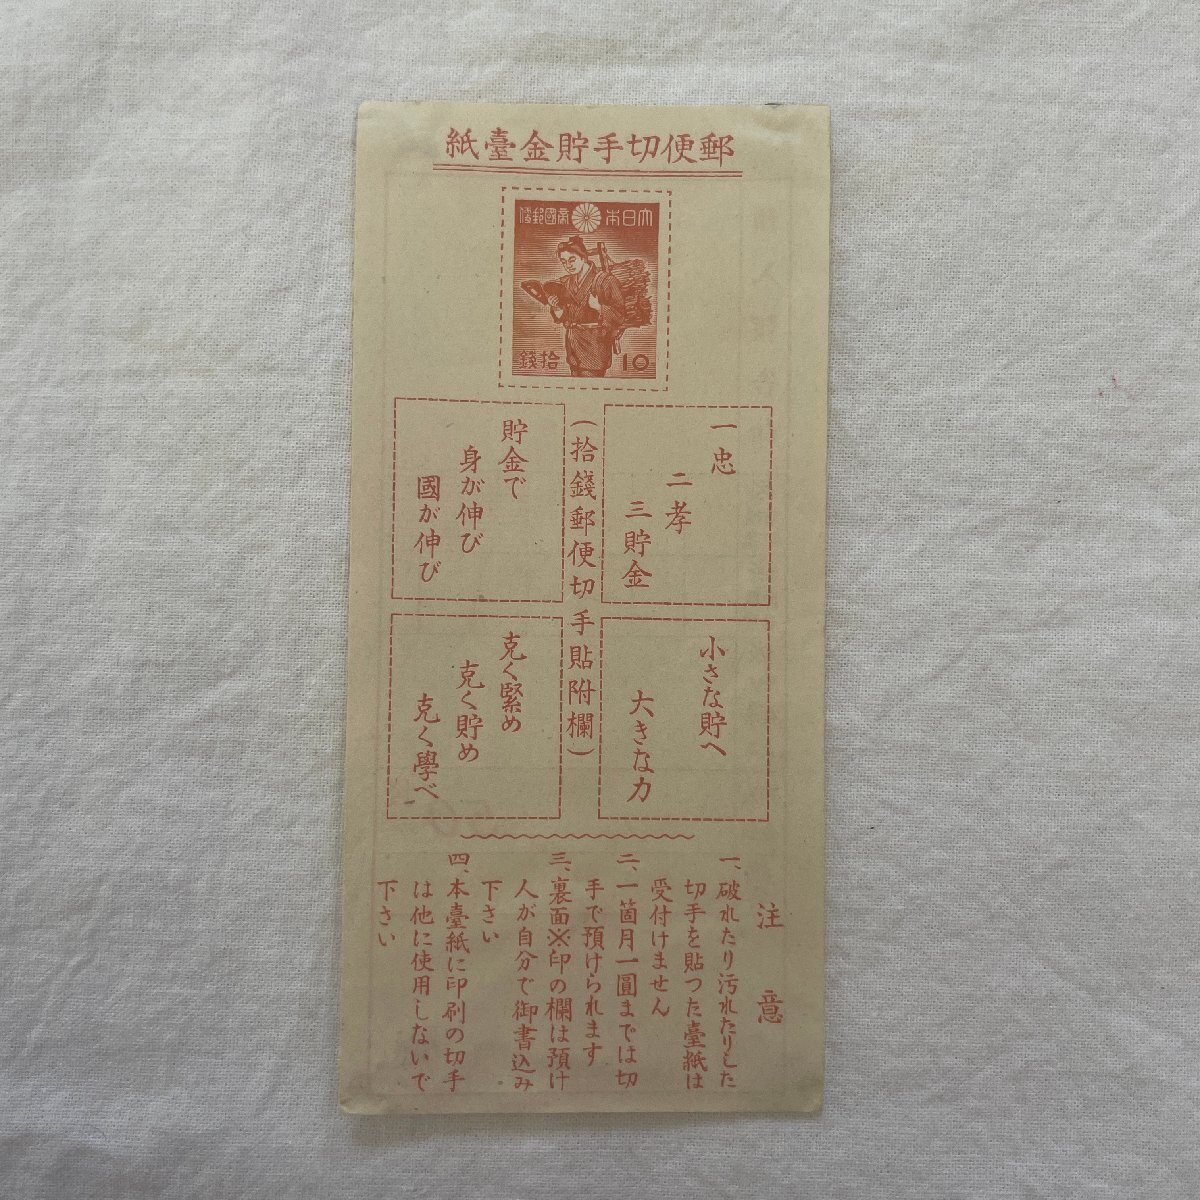 郵便切手貯金臺紙
大日本
帝國郵便
拾錢
10
一忠
二孝
三貯金
(拾錢郵便切手貼附欄)
貯金で
身が伸び
國が伸び
小さな貯へ
大きな力
克く緊め
克く貯め
克く學べ
注意
一、破れたり汚れたりした
切手を貼つた臺紙は
受付けません
二、一箇月一圓までは切
手で預けられます
三、裏面※印の欄は預け
人が自分で御書込み
下さい
四、本臺紙に印刷の切手
は他に使用しないで
下さい